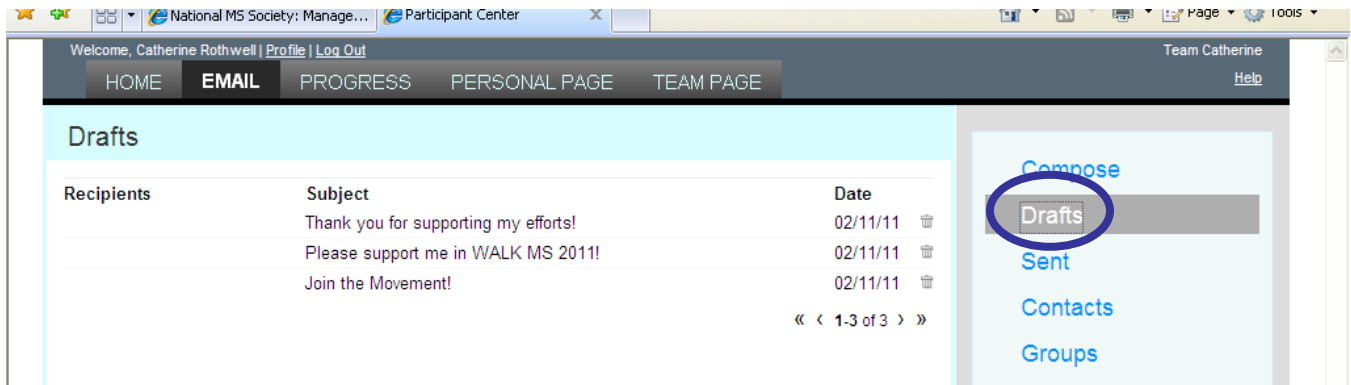 National MS Society: Manage... Participant Center X Page Tools
Welcome, Catherine Rothwell | Profile | Log Out Team Catherine
HOME EMAIL PROGRESS PERSONAL PAGE TEAM PAGE Help
Drafts
Recipients Subject Date
Thank you for supporting my efforts! 02/11/11
Please support me in WALK MS 2011! 02/11/11
Join the Movement! 02/11/11
« ‹ 1-3 of 3 › »
Compose
Drafts
Sent
Contacts
Groups